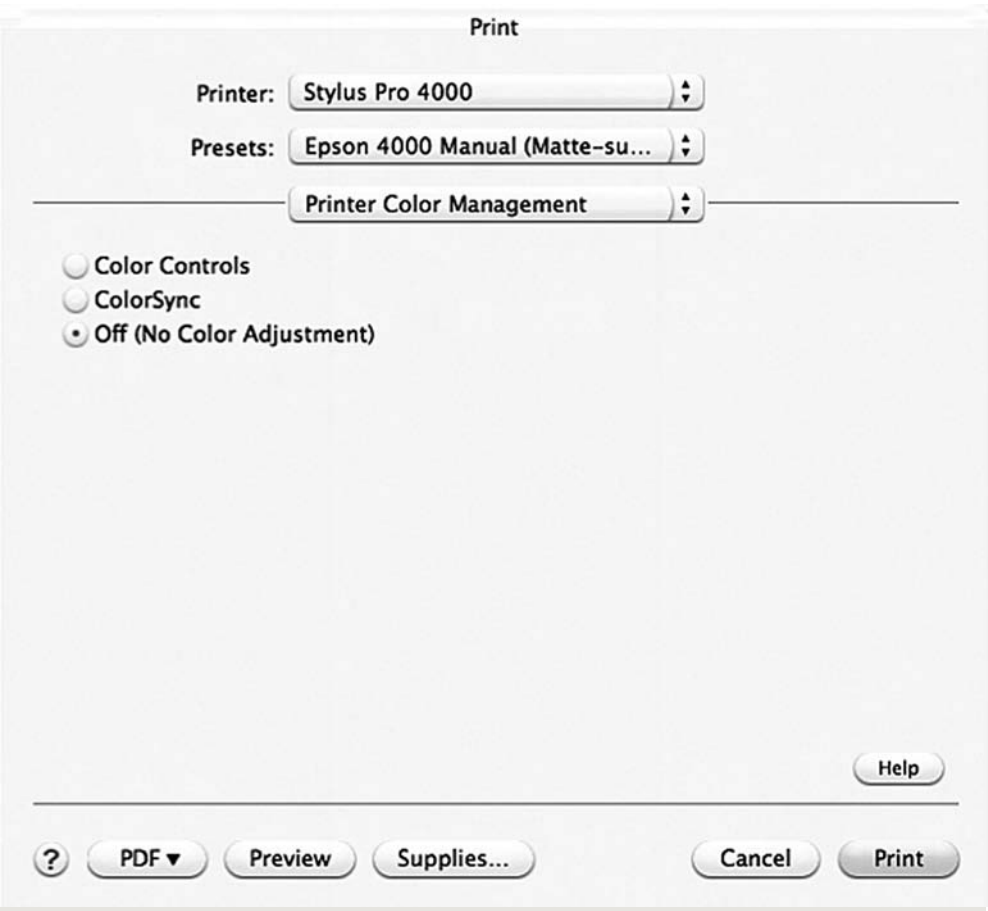 Print
Printer: Stylus Pro 4000
Presets: Epson 4000 Manual (Matte-su...
Printer Color Management
Color Controls
ColorSync
Off (No Color Adjustment)
Help
? PDF▼ Preview Supplies... Cancel Print